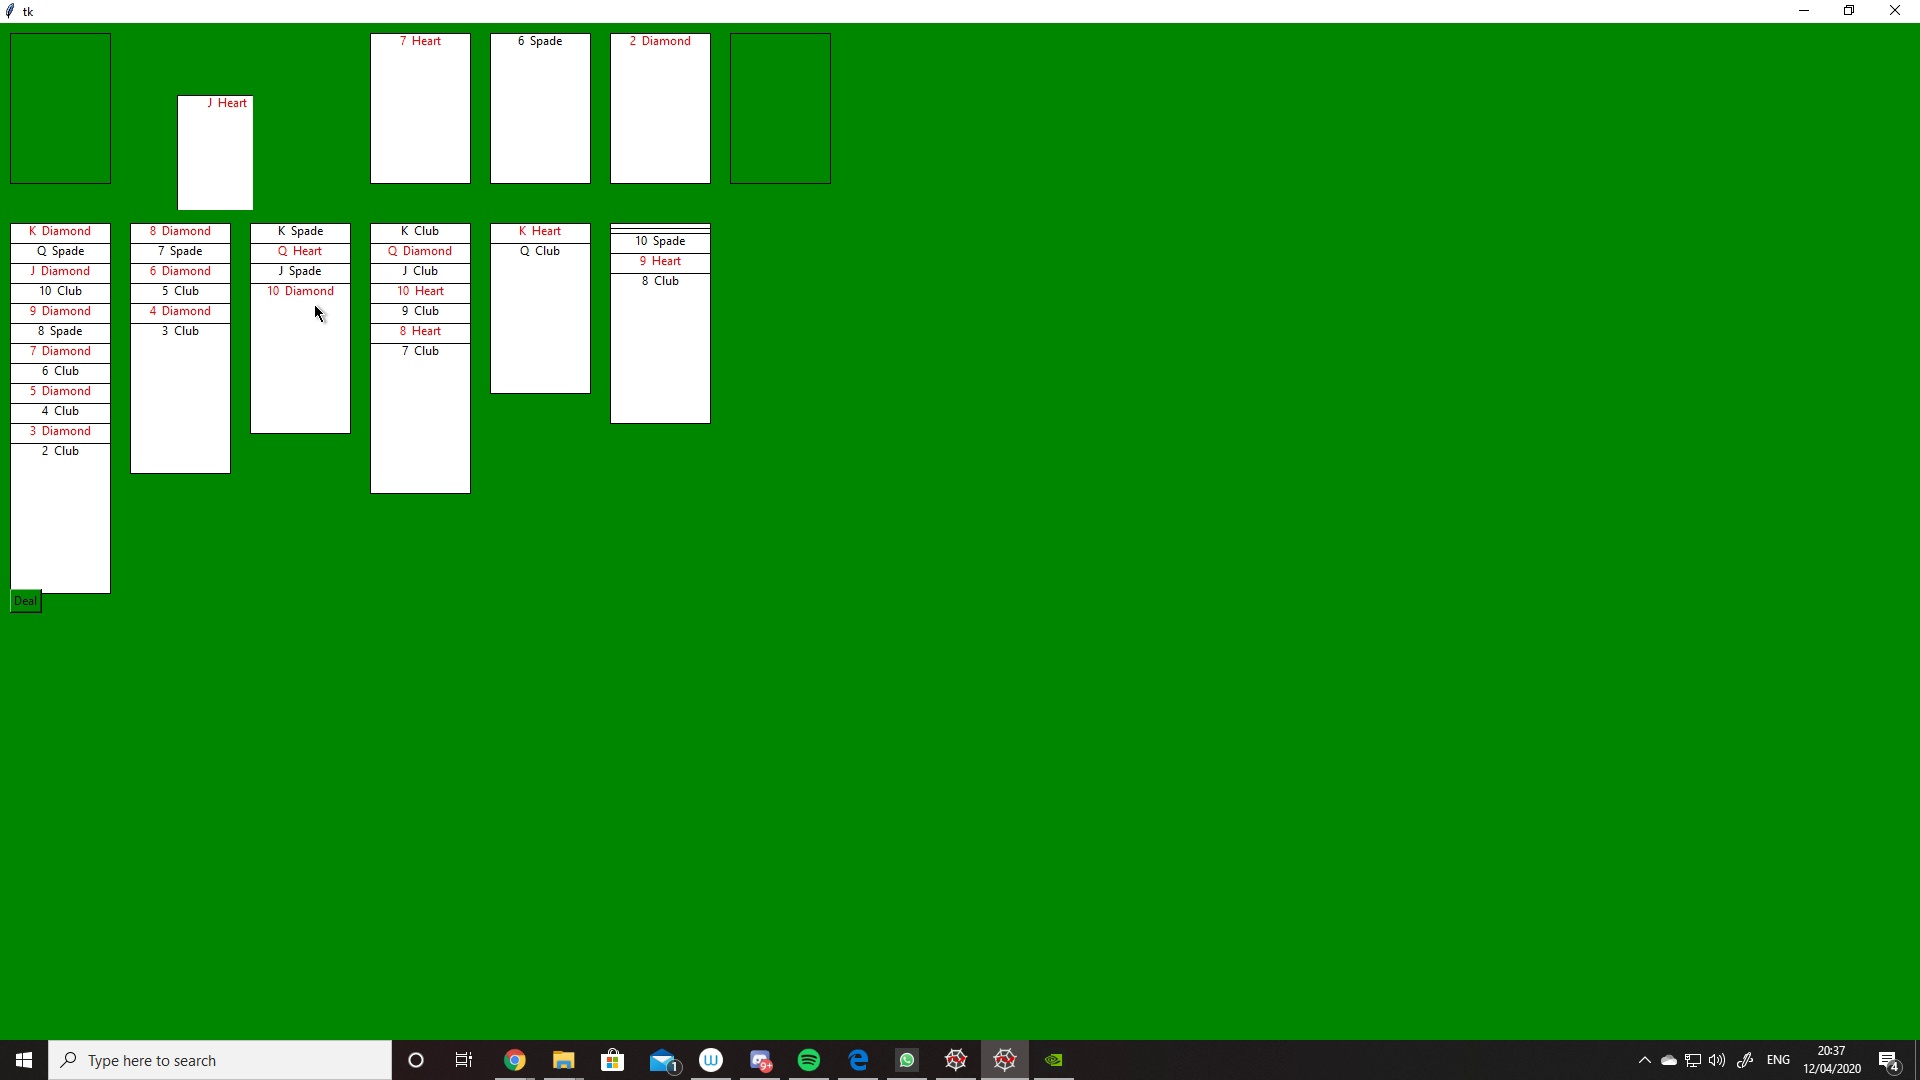 tk
7 Heart
6 Spade
2 Diamond
J Heart
K Diamond
Q Spade
J Diamond
10 Club
9 Diamond
8 Spade
7 Diamond
6 Club
5 Diamond
4 Club
3 Diamond
2 Club
8 Diamond
7 Spade
6 Diamond
5 Club
4 Diamond
3 Club
K Spade
Q Heart
J Spade
10 Diamond
K Club
Q Diamond
J Club
10 Heart
9 Club
8 Heart
7 Club
K Heart
Q Club
10 Spade
9 Heart
8 Club
Deal
Type here to search
1
W
9+
ENG
20:37
12/04/2020
4